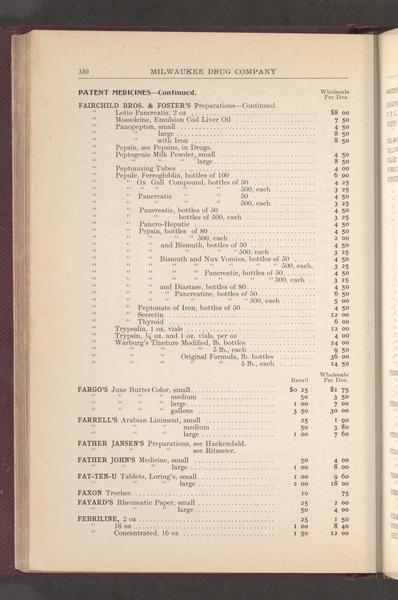 330 MILWAUKEE DRUG COMPANY
PATENT MEDICINES—Continued. Wholesale
Per Doz.
FAIRCHILD BROS. & FOSTER'S Preparations—Continued.
" Lotio Pancreatis, 2 oz $8 00
" Mossoleine, Emulsion Cod Liver Oil 7 50
" Panopepton, small 4 50
" " large 8 50
" " with Iron 8 50
" Pepsin, see Pepsins, in Drugs.
" Peptogenic Milk Powder, small 4 50
" " " " large 8 50
" Peptonizing Tubes 4 00
" Pepule, Ferroglobin, bottles of 100 6 00
" " Ox Gall Compound, bottles of 50 4 25
" " " " " 500, each 3 25
" " Pancreatic " " 50 4 50
" " " " 500, each 3 25
" " Pancrestic, bottles of 50 4 50
" " " bottles of 500, each 3 25
" " Panero-Hepatic 4 50
" " Pepsin, bottles of 80 4 50
" " " " " 500, each 2 00
" " " and Bismuth, bottles of 50 4 50
" " " " " " " 500, each 3 25
" " " Bismuth and Nux Vomica, bottles of 50 4 50
" " " " " " " " " 500, each. 3 25
" " " " " Pancreatic, bottles of 50 4 50
" " " " " " " " 500, each 3 25
" " " and Diastase, bottles of 80 4 50
" " " " Pancreatine, bottles of 50 6 50
" " " " " " " 500, each 5 00
" " Peptonate of Iron, bottles of 50 4 50
" " Secretin 12 00
" " Thyroid 6 00
" Trypsalin, 1 oz. vials 12 00
" Trypsin, ¼ oz. and 1 oz. vials, per oz 4 00
" Warburg's Tincture Modified, lb. bottles 24 00
" " " " 5 lb., each 9 50
" " " Original Formula, lb. bottles 36 00
" " " " " 5 lb., each 14 50
Wholesale
Retail Per Doz.
FARGO'S June Butter Color, small $0 25 $1 75
" " " " medium 50 3 50
" " " " large 1 00 7 00
" " " " gallons 3 50 30 00
FARRELL'S Arabian Liniment, small 25 1 90
" " " medium 50 3 80
" " " large 1 00 7 60
FATHER JANSEN'S Preparations, see Hackendahl.
" " " see Ritmeier.
FATHER JOHN'S Medicine, small 50 4 00
" " " large 1 00 8 00
FAT-TEN-U Tablets, Loring's, small 1 00 9 60
" " " large 2 00 18 00
FAXON Troches 10 75
FAYARD'S Rheumatic Paper, small 25 2 00
" " " large 50 4 00
FEBRILINE, 2 oz 25 1 50
" 16 oz 1 00 8 40
" Concentrated, 16 oz 1 50 12 00